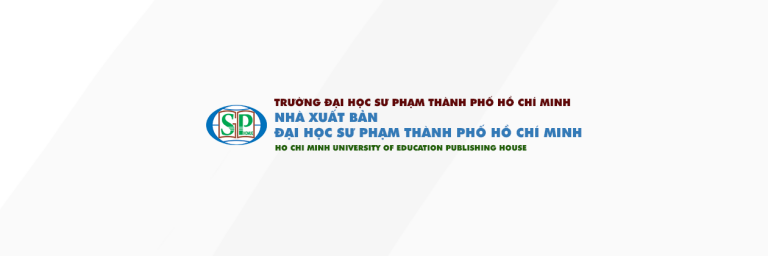 TRƯỜNG ĐẠI HỌC SƯ PHẠM THÀNH PHỐ HỒ CHÍ MINH
NHÀ XUẤT BẢN
ĐẠI HỌC SƯ PHẠM THÀNH PHỐ HỒ CHÍ MINH
HO CHI MINH UNIVERSITY OF EDUCATION PUBLISHING HOUSE
SP